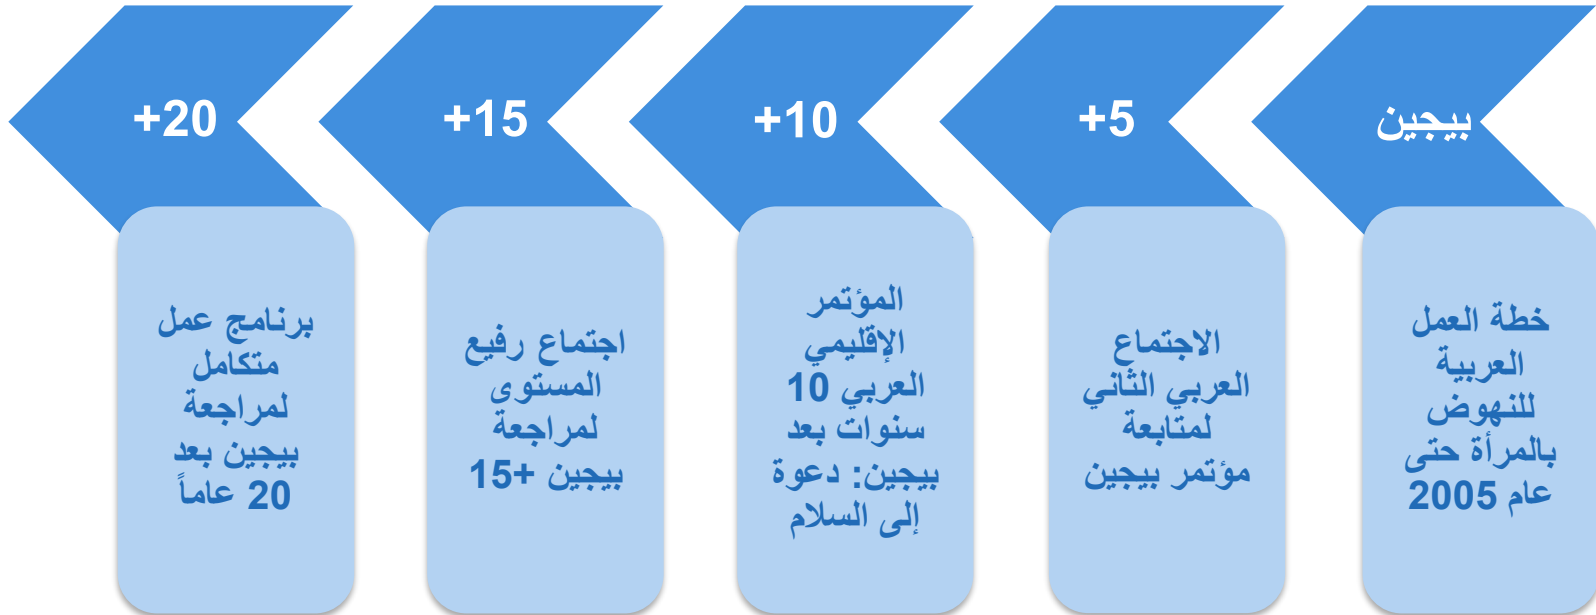 بيجين
خطة العمل
العربية
للنهوض
بالمرأة حتى
عام 2005
+5
الاجتماع
العربي الثاني
لمتابعة
مؤتمر بيجين
+10
المؤتمر
الإقليمي
العربي 10
سنوات بعد
بيجين: دعوة
إلى السلام
+15
اجتماع رفيع
المستوى
لمراجعة
بيجين +15
+20
برنامج عمل
متكامل
لمراجعة
بيجين بعد
20 عاماً